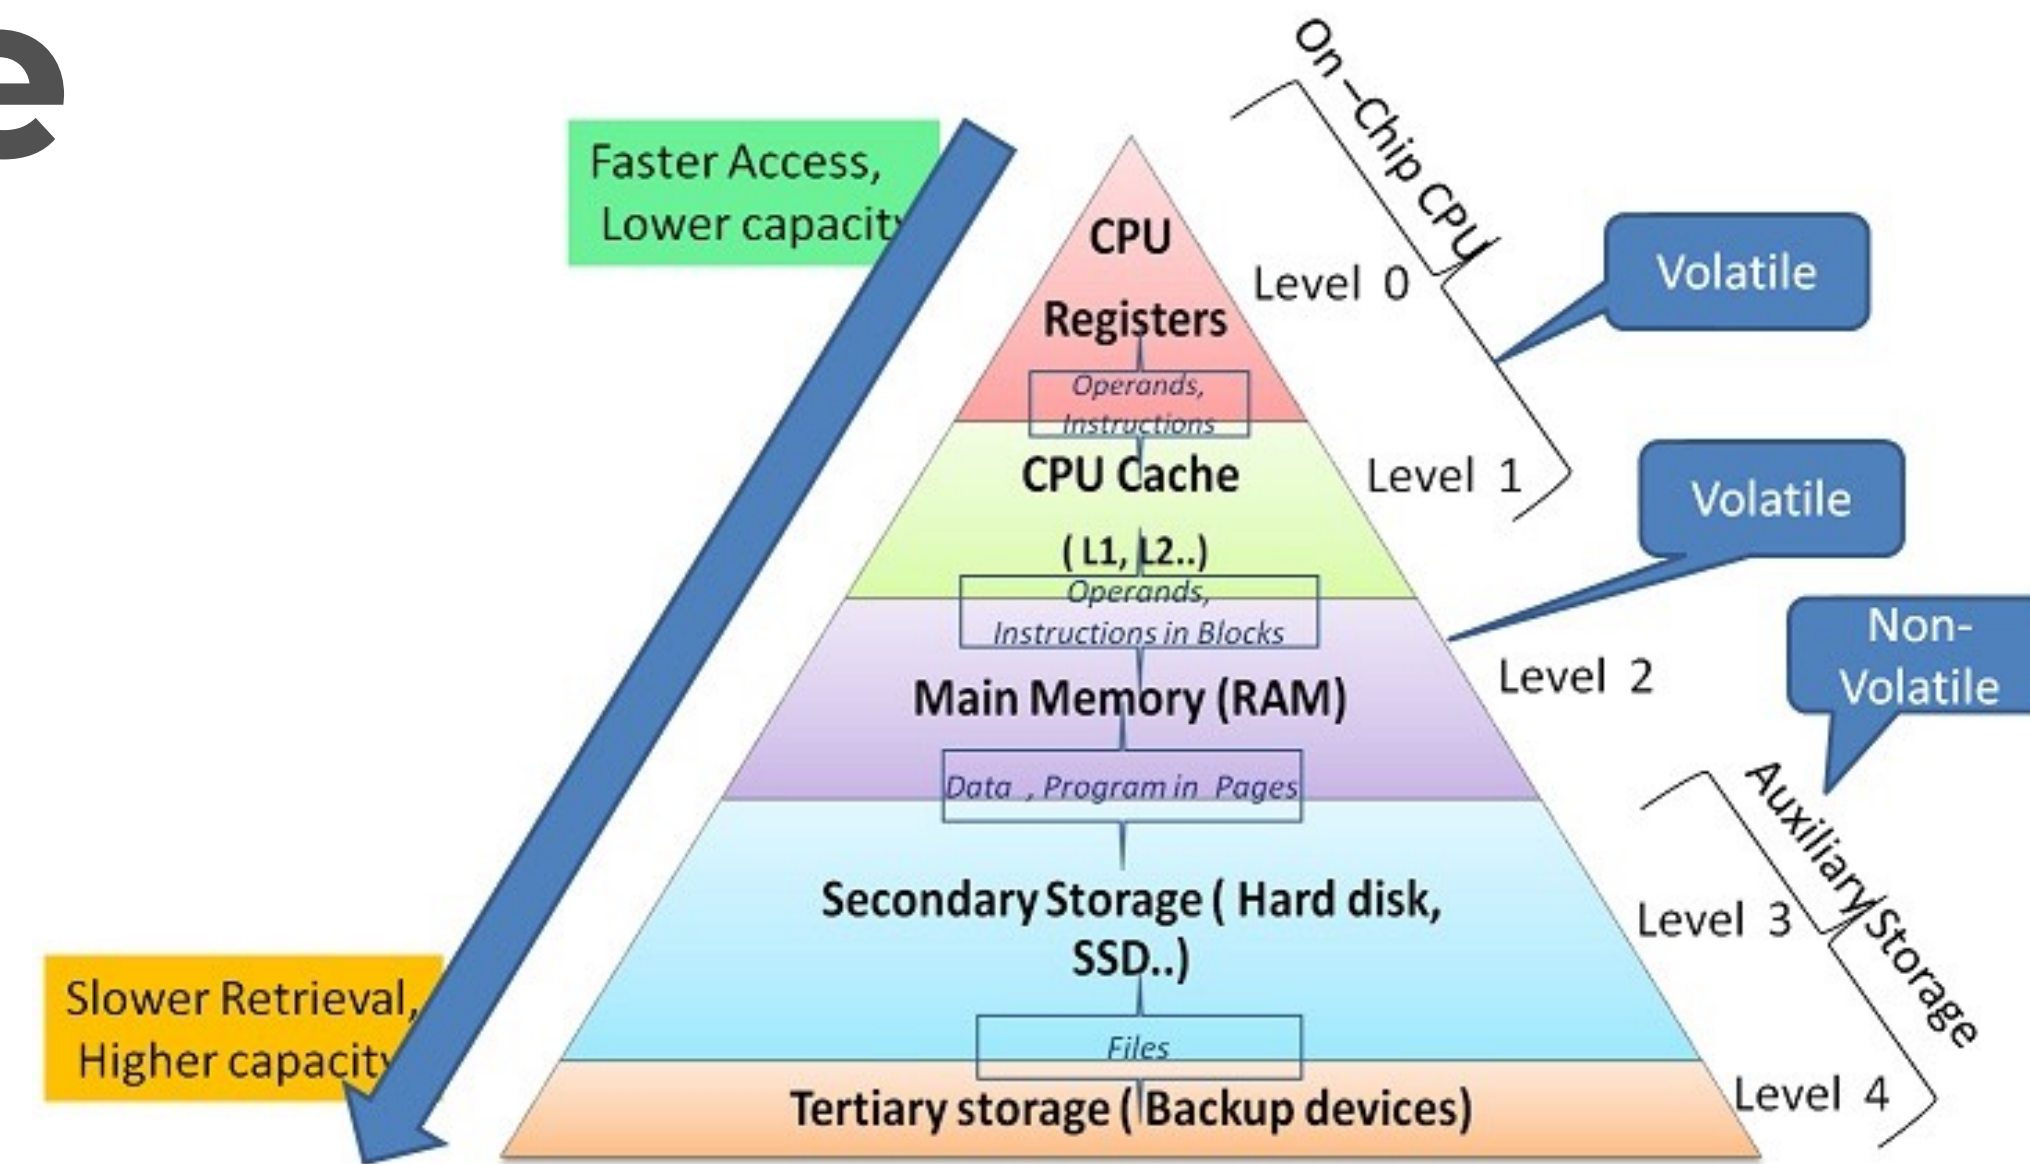 e
On –Chip CPU
Faster Access,
Lower capacity
CPU
Registers
Level 0
Volatile
Operands,
Instructions
CPU Cache
( L1, L2..)
Level 1
Volatile
Operands,
Instructions in Blocks
Main Memory (RAM)
Level 2
Non-
Volatile
Data , Program in Pages
Auxiliary Storage
Secondary Storage ( Hard disk,
SSD..)
Level 3
Slower Retrieval,
Higher capacity
Files
Tertiary storage ( Backup devices)
Level 4